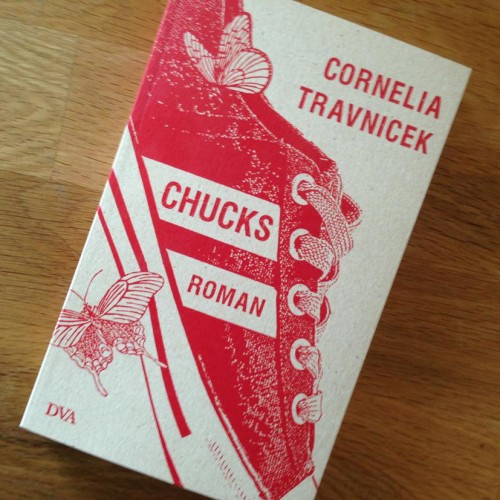 CORNELIA
TRAVNICEK
CHUCKS
ROMAN
DVA